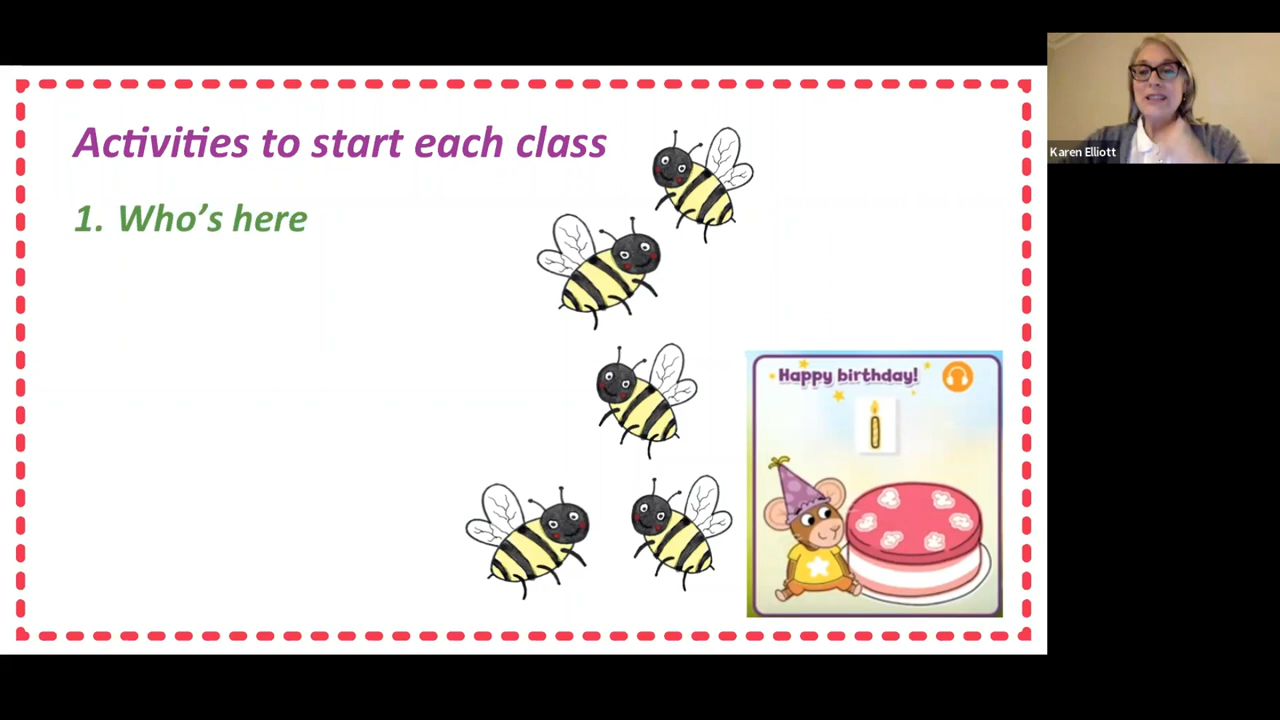 Activities to start each class
1. Who's here
Happy birthday!
Karen Elliott